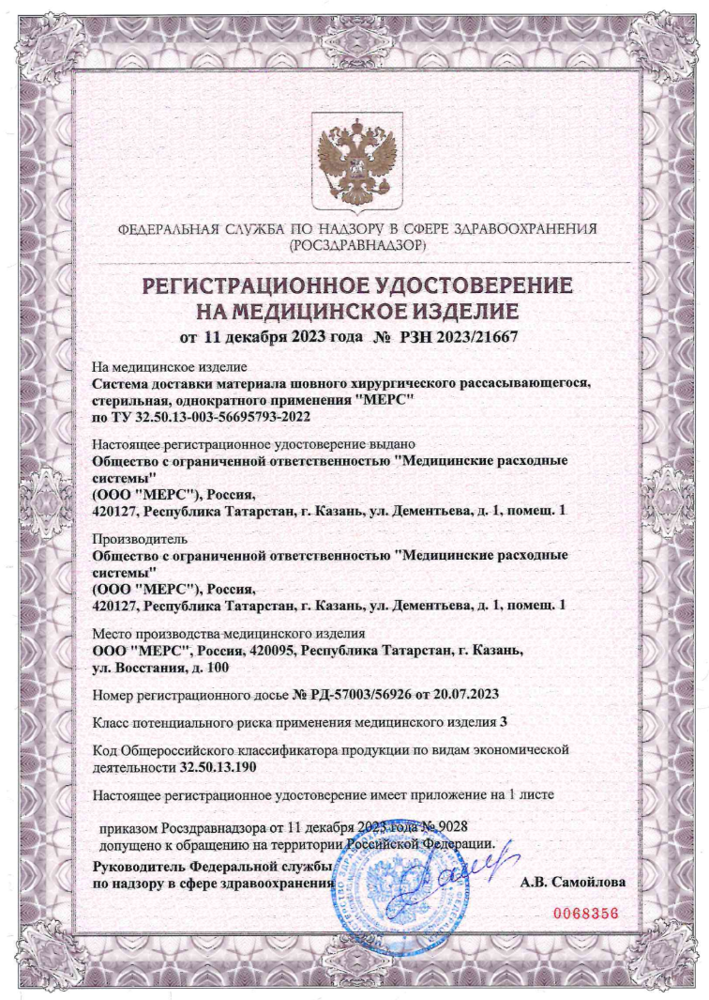 ФЕДЕРАЛЬНАЯ СЛУЖБА ПО НАДЗОРУ В СФЕРЕ ЗДРАВООХРАНЕНИЯ
(РОСЗДРАВНАДЗОР)
РЕГИСТРАЦИОННОЕ УДОСТОВЕРЕНИЕ
НА МЕДИЦИНСКОЕ ИЗДЕЛИЕ
от 11 декабря 2023 года № РЗН 2023/21667
На медицинское изделие
Система доставки материала шовного хирургического рассасывающегося,
стерильная, однократного применения "МЕРС"
по ТУ 32.50.13-003-56695793-2022
Настоящее регистрационное удостоверение выдано
Общество с ограниченной ответственностью "Медицинские расходные
системы"
(ООО "МЕРС"), Россия,
420127, Республика Татарстан, г. Казань, ул. Дементьева, д. 1, помещ. 1
Производитель
Общество с ограниченной ответственностью "Медицинские расходные
системы"
(ООО "МЕРС"), Россия,
420127, Республика Татарстан, г. Казань, ул. Дементьева, д. 1, помещ. 1
Место производства медицинского изделия
ООО "МЕРС", Россия, 420095, Республика Татарстан, г. Казань,
ул. Восстания, д. 100
Номер регистрационного досье № РД-57003/56926 от 20.07.2023
Класс потенциального риска применения медицинского изделия 3
Код Общероссийского классификатора продукции по видам экономической
деятельности 32.50.13.190
Настоящее регистрационное удостоверение имеет приложение на 1 листе
приказом Росздравнадзора от 11 декабря 2023 года № 9028
допущено к обращению на территории Российской Федерации.
Руководитель Федеральной службы
по надзору в сфере здравоохранения
А.В. Самойлова
0068356